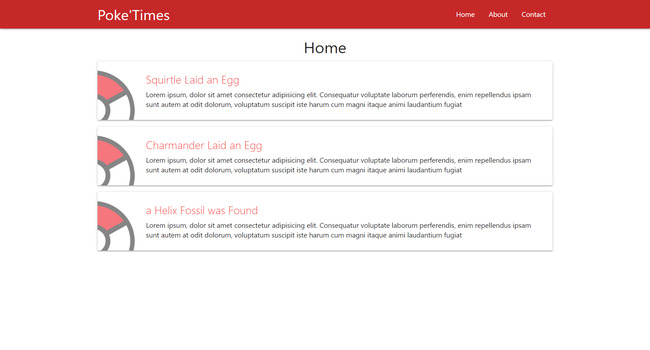 Poke'Times
Home About Contact
Home
Squirtle Laid an Egg
Lorem ipsum, dolor sit amet consectetur adipisicing elit. Consequatur voluptate laborum perferendis, enim repellendus ipsam
sunt autem at odit dolorum, voluptatum suscipit iste harum cum magni itaque animi laudantium fugiat
Charmander Laid an Egg
Lorem ipsum, dolor sit amet consectetur adipisicing elit. Consequatur voluptate laborum perferendis, enim repellendus ipsam
sunt autem at odit dolorum, voluptatum suscipit iste harum cum magni itaque animi laudantium fugiat
a Helix Fossil was Found
Lorem ipsum, dolor sit amet consectetur adipisicing elit. Consequatur voluptate laborum perferendis, enim repellendus ipsam
sunt autem at odit dolorum, voluptatum suscipit iste harum cum magni itaque animi laudantium fugiat